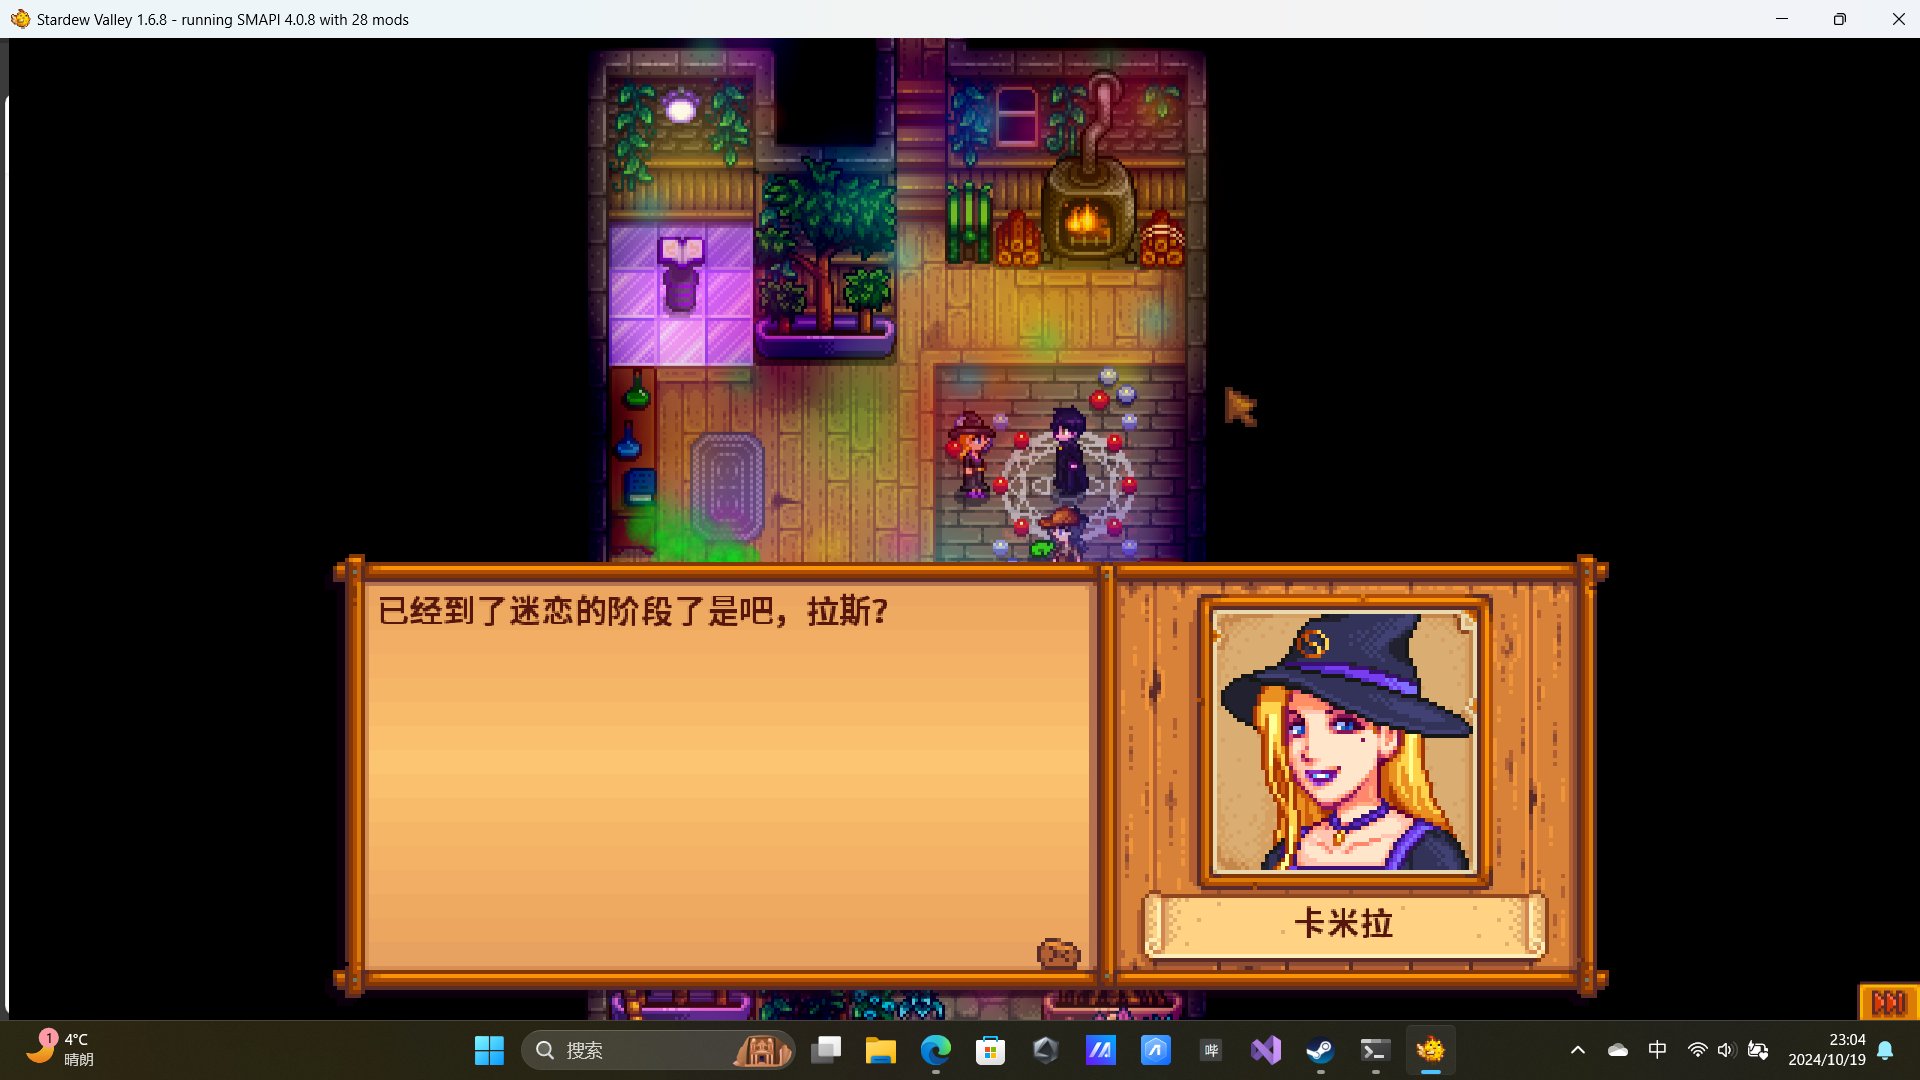 Stardew Valley 1.6.8 - running SMAPI 4.0.8 with 28 mods
已经到了迷恋的阶段了是吧，拉斯？
卡米拉
1
4°C
晴朗
搜索
哔
中
23:04
2024/10/19